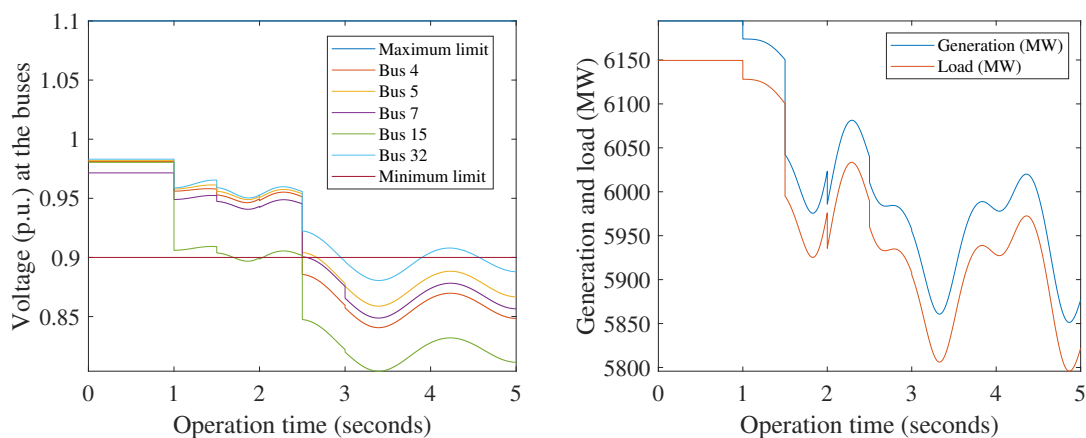 Voltage (p.u.) at the buses
1.1
1.05
1
0.95
0.9
0.85
0 1 2 3 4 5
Operation time (seconds)
Maximum limit
Bus 4
Bus 5
Bus 7
Bus 15
Bus 32
Minimum limit
Generation and load (MW)
6150
6100
6050
6000
5950
5900
5850
5800
0 1 2 3 4 5
Operation time (seconds)
Generation (MW)
Load (MW)